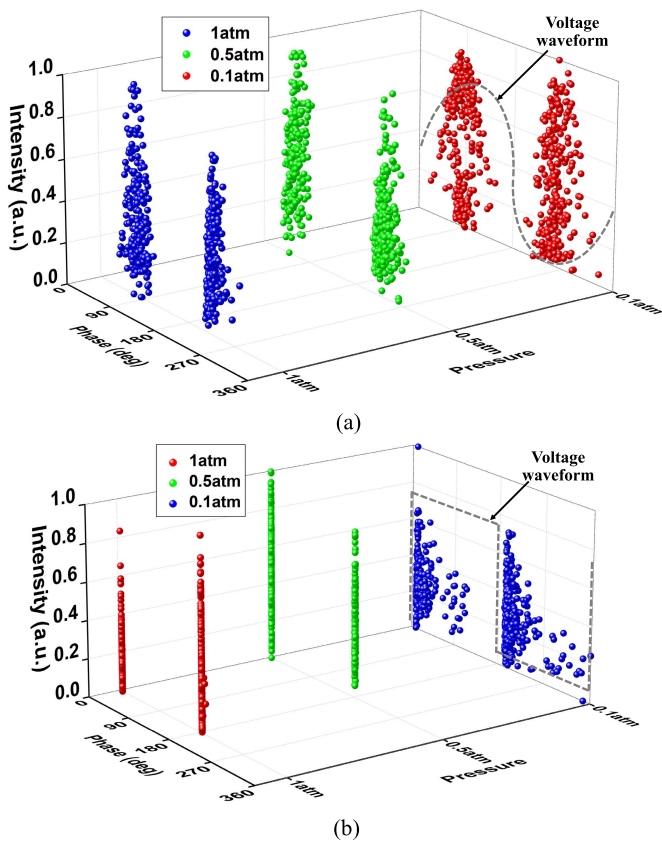 Voltage
waveform
1atm
0.5atm
0.1atm
1.0
0.8
0.6
0.4
0.2
0.0
Intensity (a.u.)
0
90
180
270
360
Phase (deg)
1atm
0.5atm
0.1atm
Pressure
(a)
Voltage
waveform
1atm
0.5atm
0.1atm
1.0
0.8
0.6
0.4
0.2
0.0
Intensity (a.u.)
0
90
180
270
360
Phase (deg)
1atm
0.5atm
0.1atm
Pressure
(b)